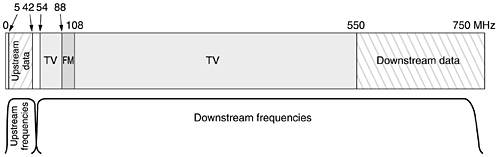 0 5 42 54 88 108 550 750 MHz
Upstream data
TV
FM
TV
Downstream data
Upstream frequencies
Downstream frequencies